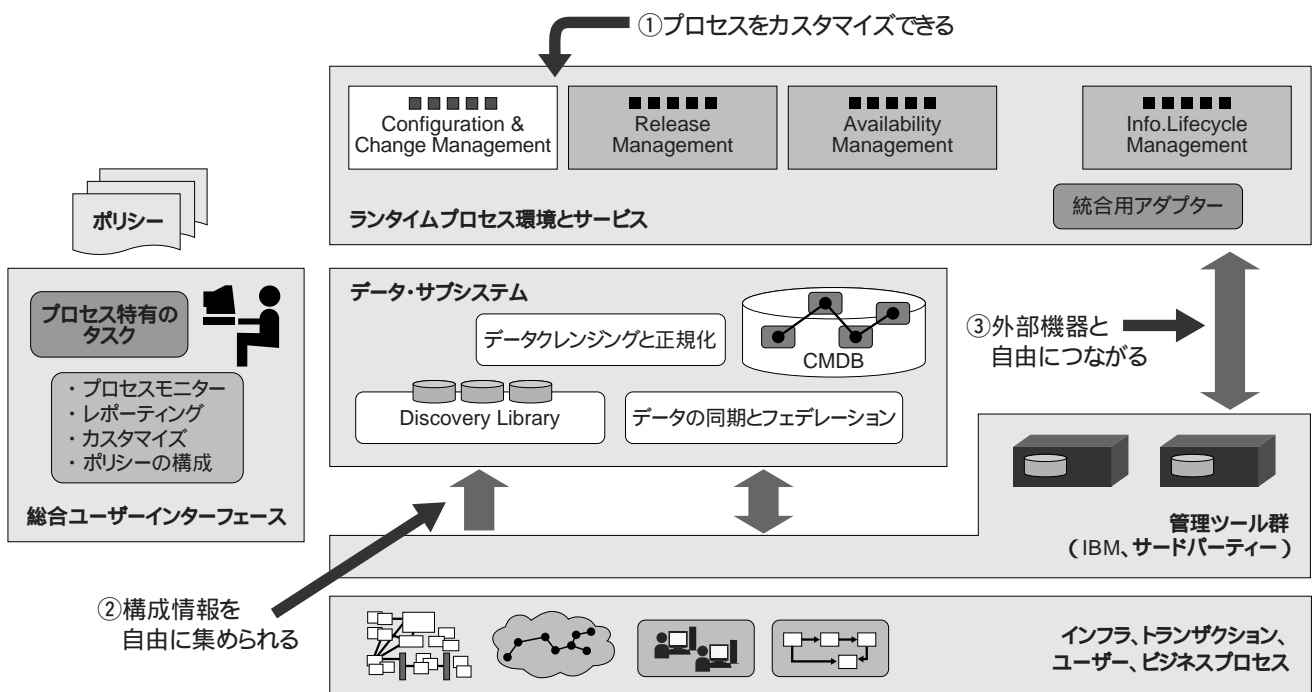 ①プロセスをカスタマイズできる
Configuration &
Change Management
Release
Management
Availability
Management
Info.Lifecycle
Management
ランタイムプロセス環境とサービス
統合用アダプター
ポリシー
プロセス特有の
タスク
・プロセスモニター
・レポーティング
・カスタマイズ
・ポリシーの構成
総合ユーザーインターフェース
データ・サブシステム
データクレンジングと正規化
CMDB
Discovery Library
データの同期とフェデレーション
③外部機器と
自由につながる
管理ツール群
(IBM、サードパーティー)
②構成情報を
自由に集められる
インフラ、トランザクション、
ユーザー、ビジネスプロセス